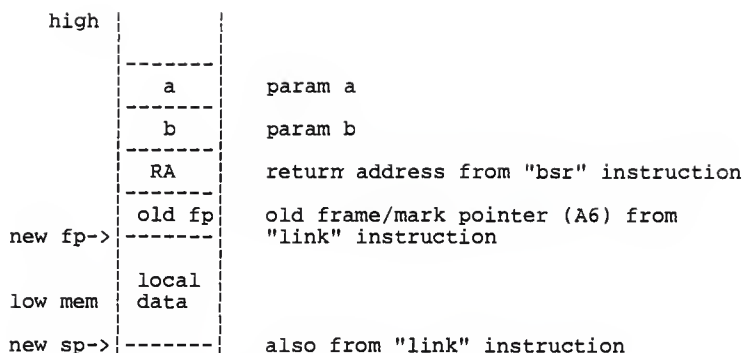 high
a param a
b param b
RA return address from "bsr" instruction
old fp old frame/mark pointer (A6) from
new fp-> "link" instruction
local
low mem data
new sp-> also from "link" instruction